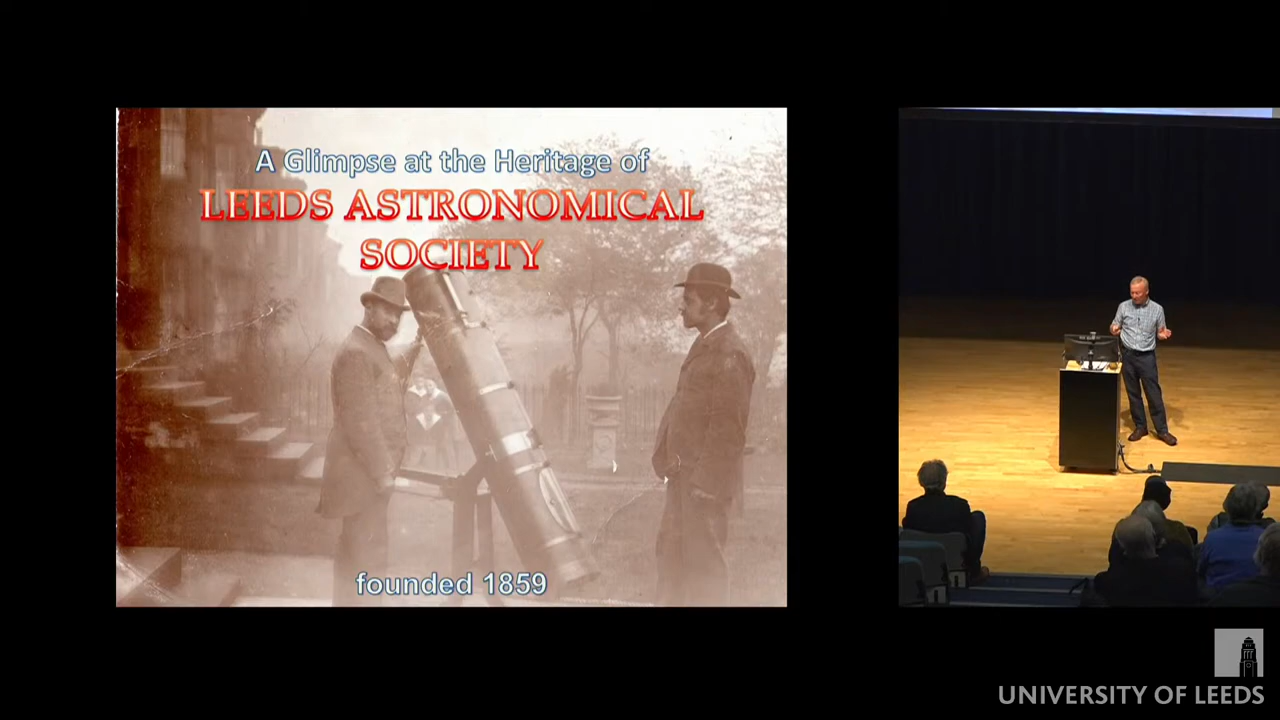 A Glimpse at the Heritage of
LEEDS ASTRONOMICAL
SOCIETY
founded 1859
UNIVERSITY OF LEEDS